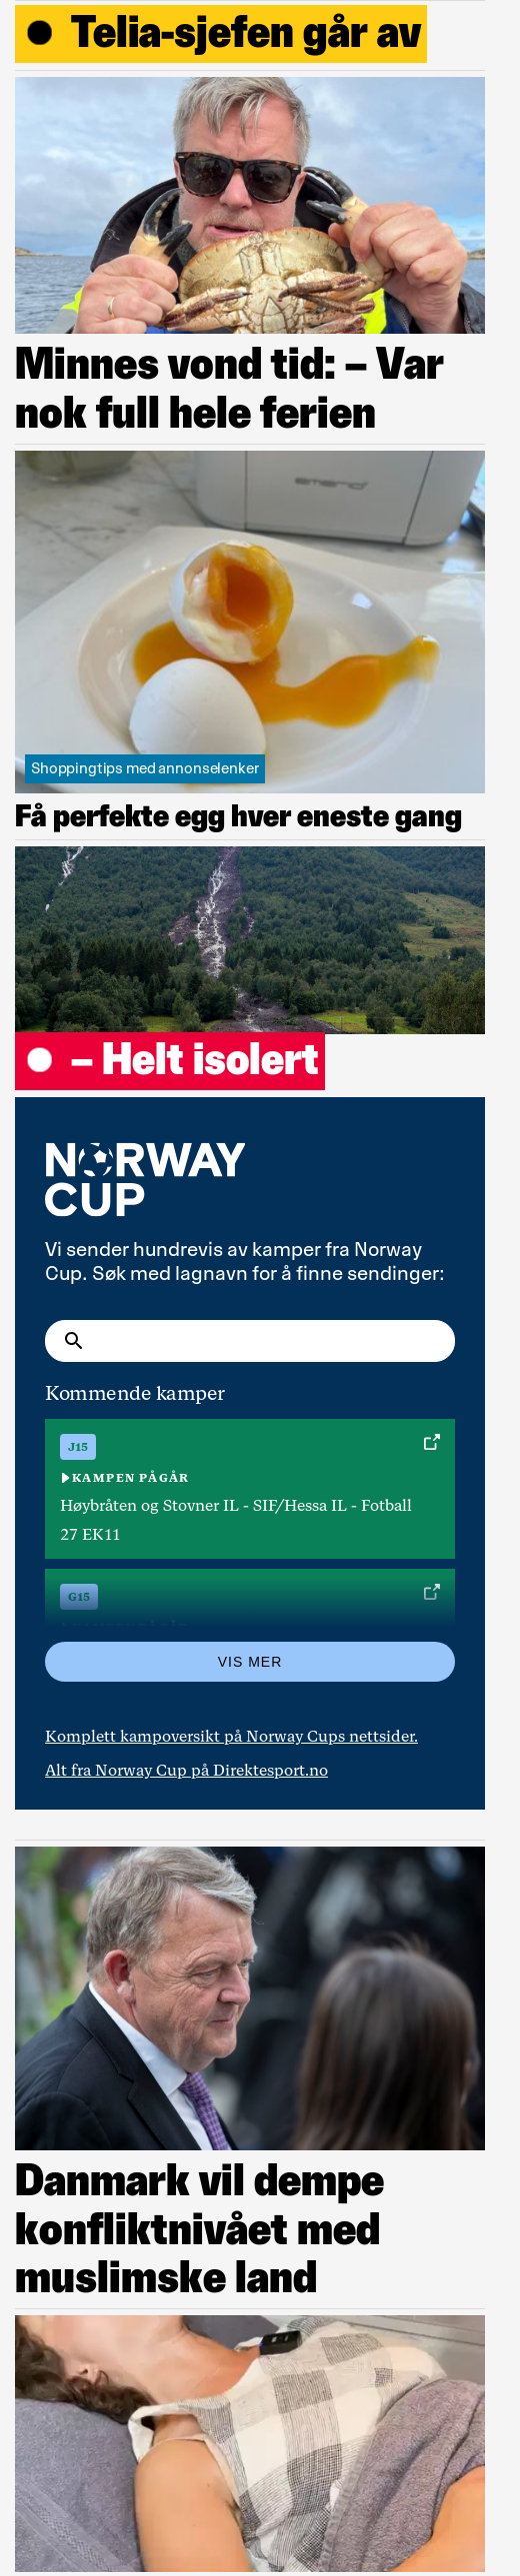 Telia-sjefen går av
Minnes vond tid: – Var
nok full hele ferien
Shoppingtips med annonselenker
Få perfekte egg hver eneste gang
– Helt isolert
NORWAY
CUP
Vi sender hundrevis av kamper fra Norway
Cup. Søk med lagnavn for å finne sendinger:
Kommende kamper
J15
KAMPEN PÅGÅR
Høybråten og Stovner IL - SIF/Hessa IL - Fotball
27 EK11
G15
VIS MER
Komplett kampoversikt på Norway Cups nettsider.
Alt fra Norway Cup på Direktesport.no
Danmark vil dempe
konfliktnivået med
muslimske land